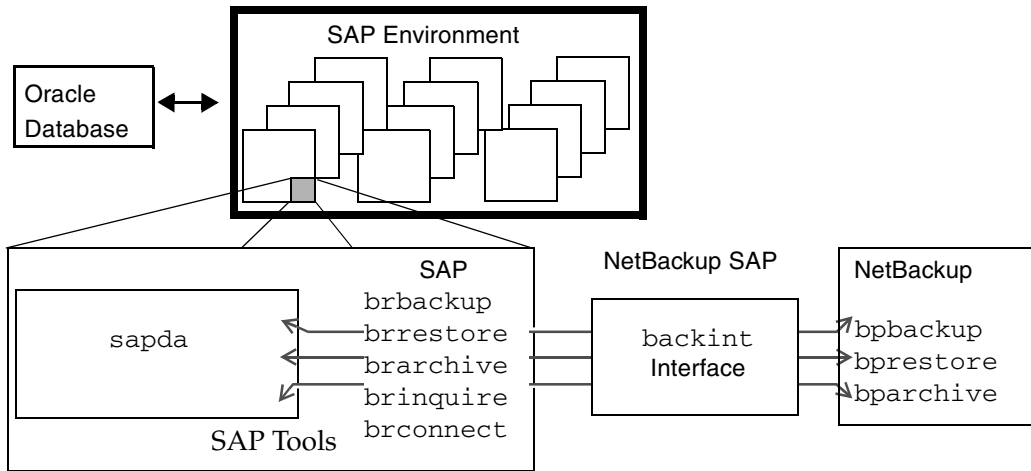 SAP Environment
Oracle
Database
SAP
brbackup
brrestore
brarchive
brinquire
brconnect
sapda
SAP Tools
NetBackup SAP
backint
Interface
NetBackup
bpbackup
bprestore
bparchive